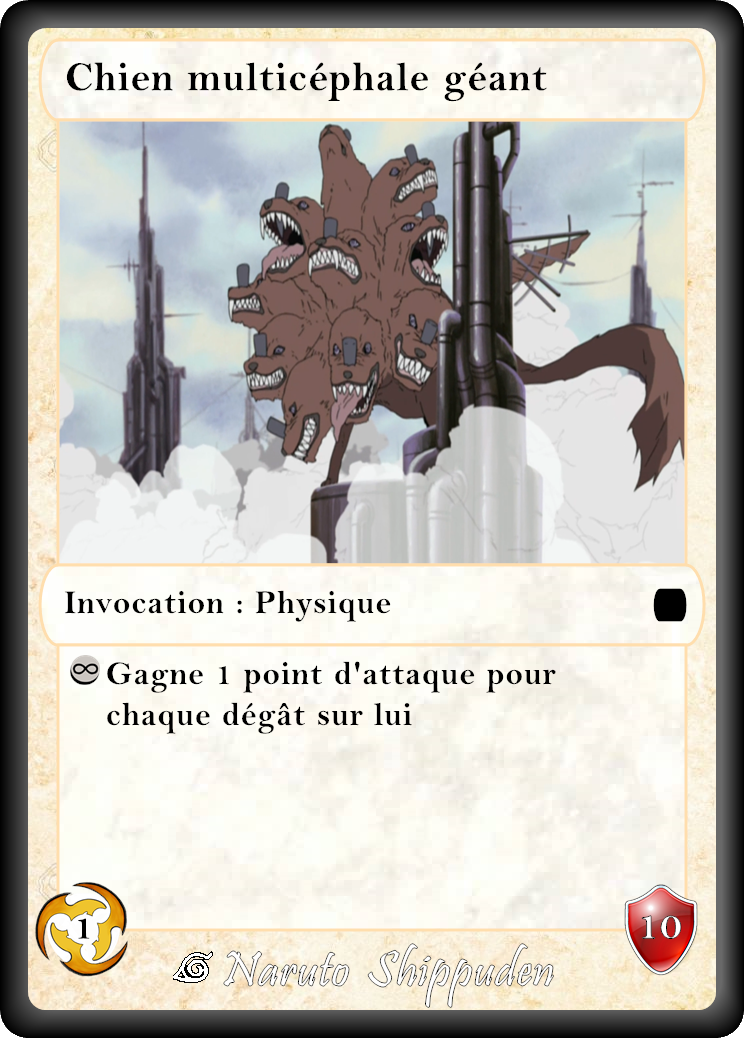 Chien multicéphale géant
Invocation : Physique
∞ Gagne 1 point d'attaque pour
chaque dégât sur lui
1
10
Naruto Shippuden